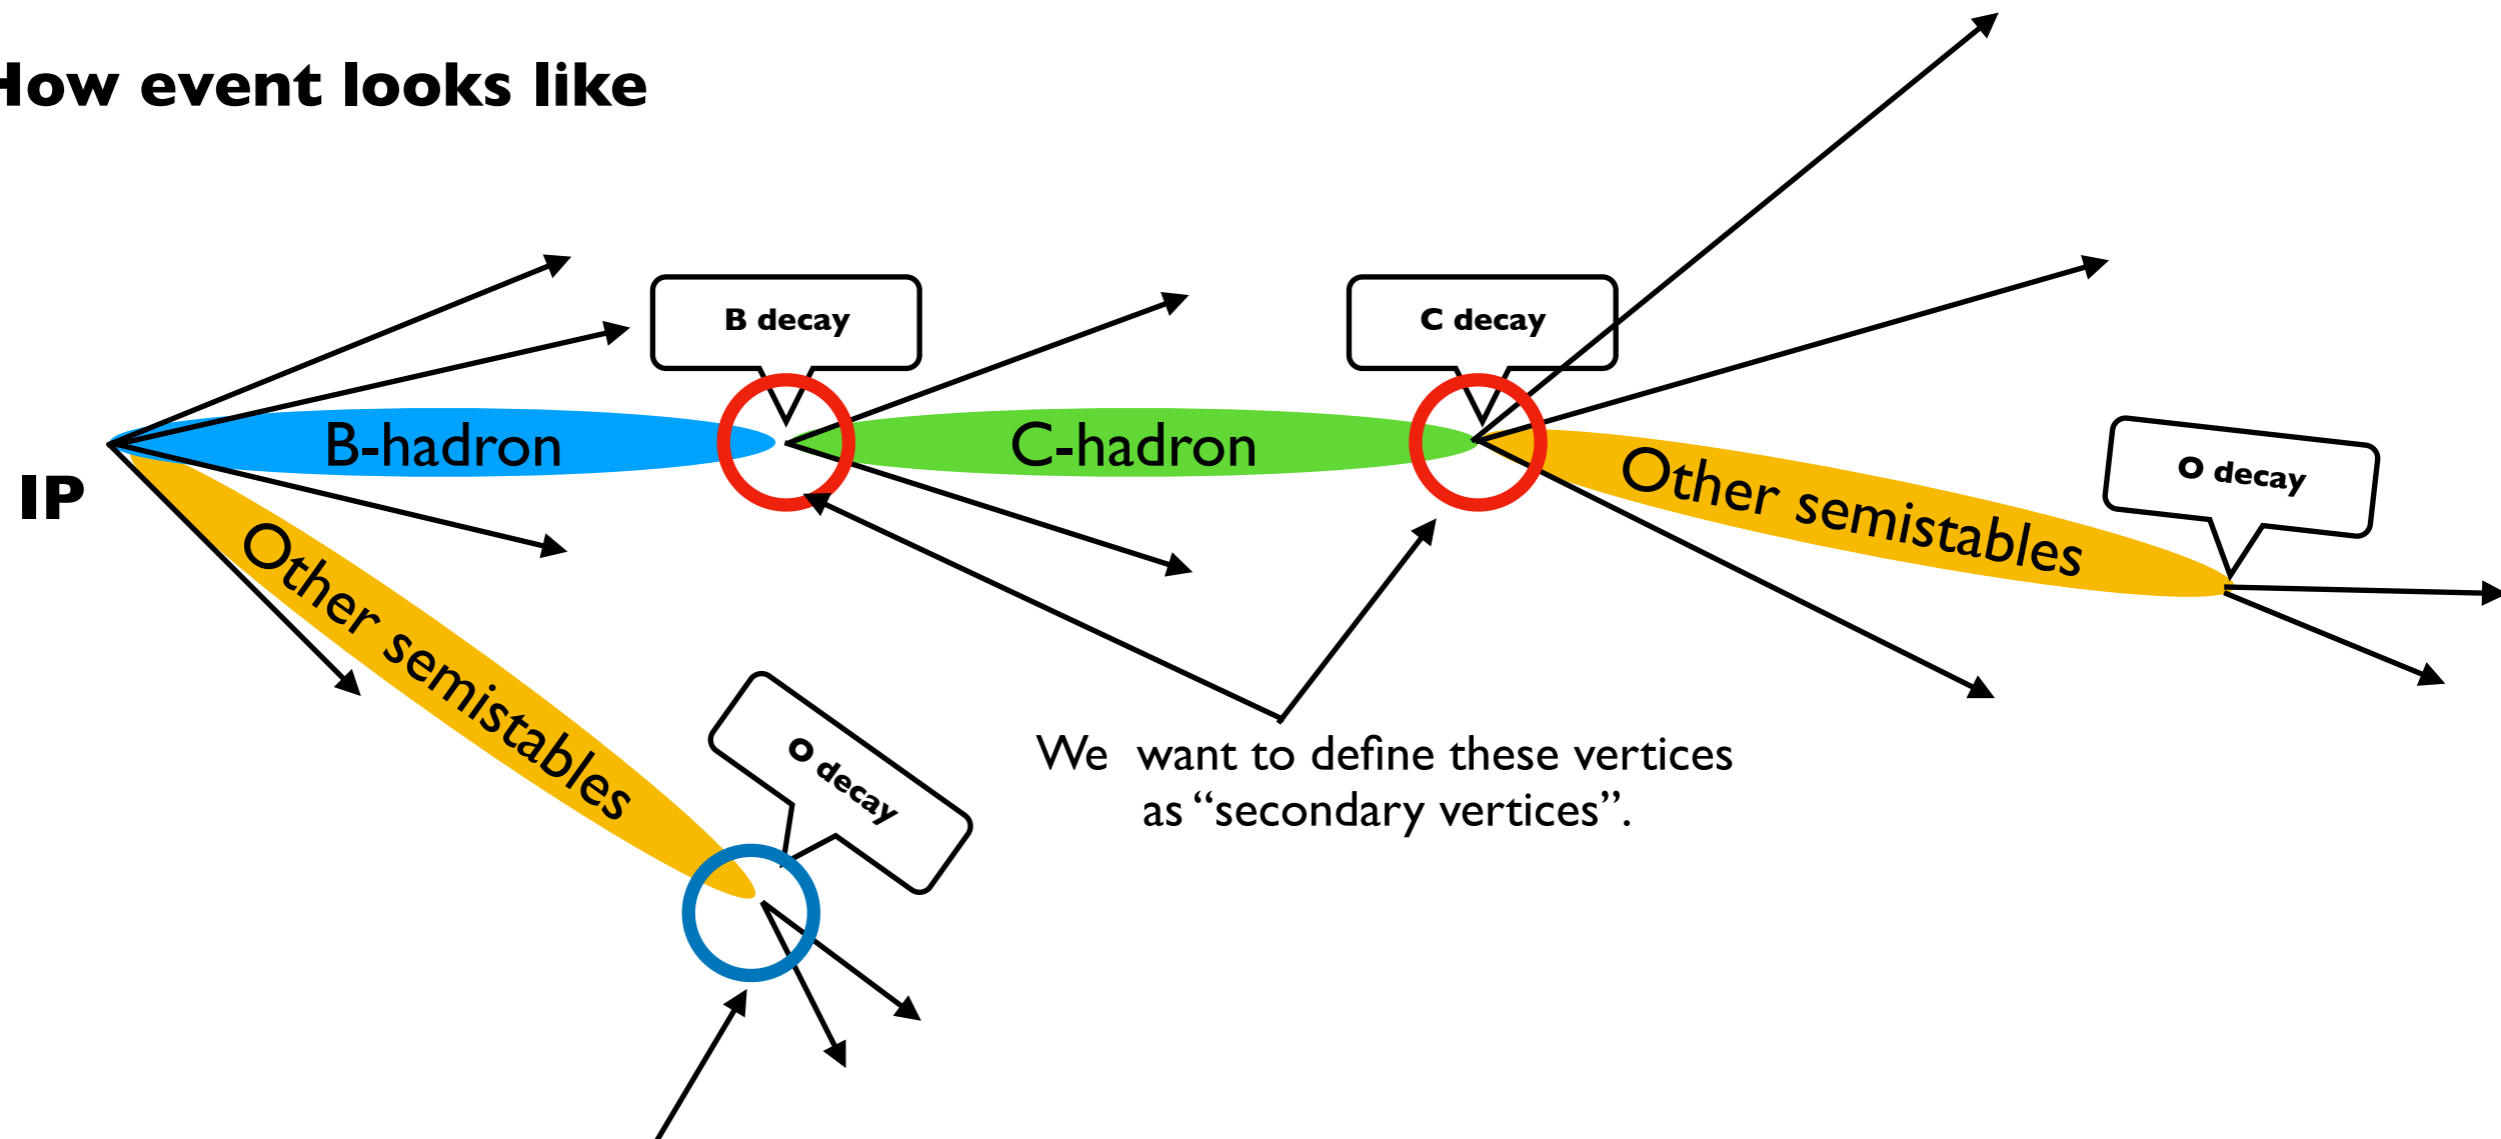 How event looks like
B decay
C decay
B-hadron
C-hadron
IP
Other semistables
O decay
Other semistables
O decay
We want to define these vertices
as “secondary vertices”.